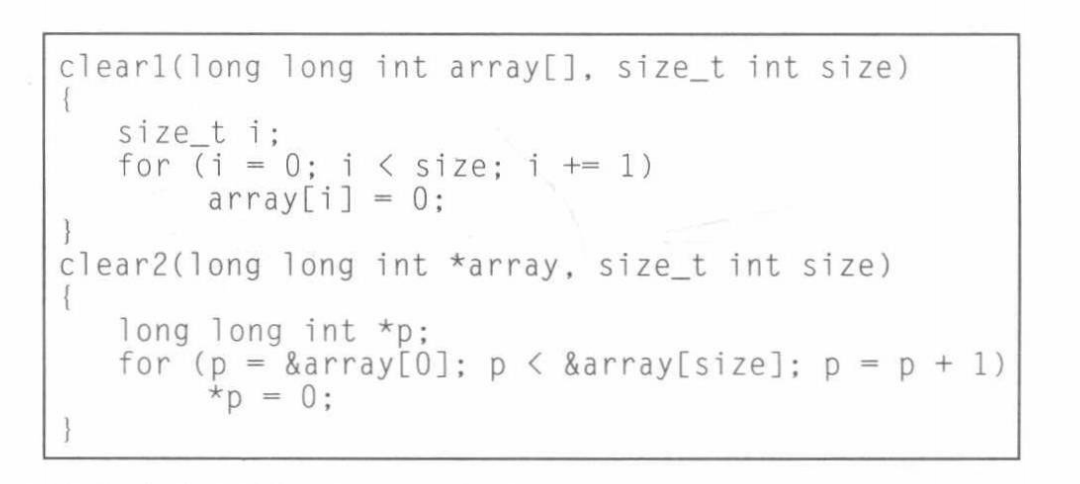 clear1(long long int array[], size_t int size)
{
size_t i;
for (i = 0; i < size; i += 1)
array[i] = 0;
}
clear2(long long int *array, size_t int size)
{
long long int *p;
for (p = &array[0]; p < &array[size]; p = p + 1)
*p = 0;
}